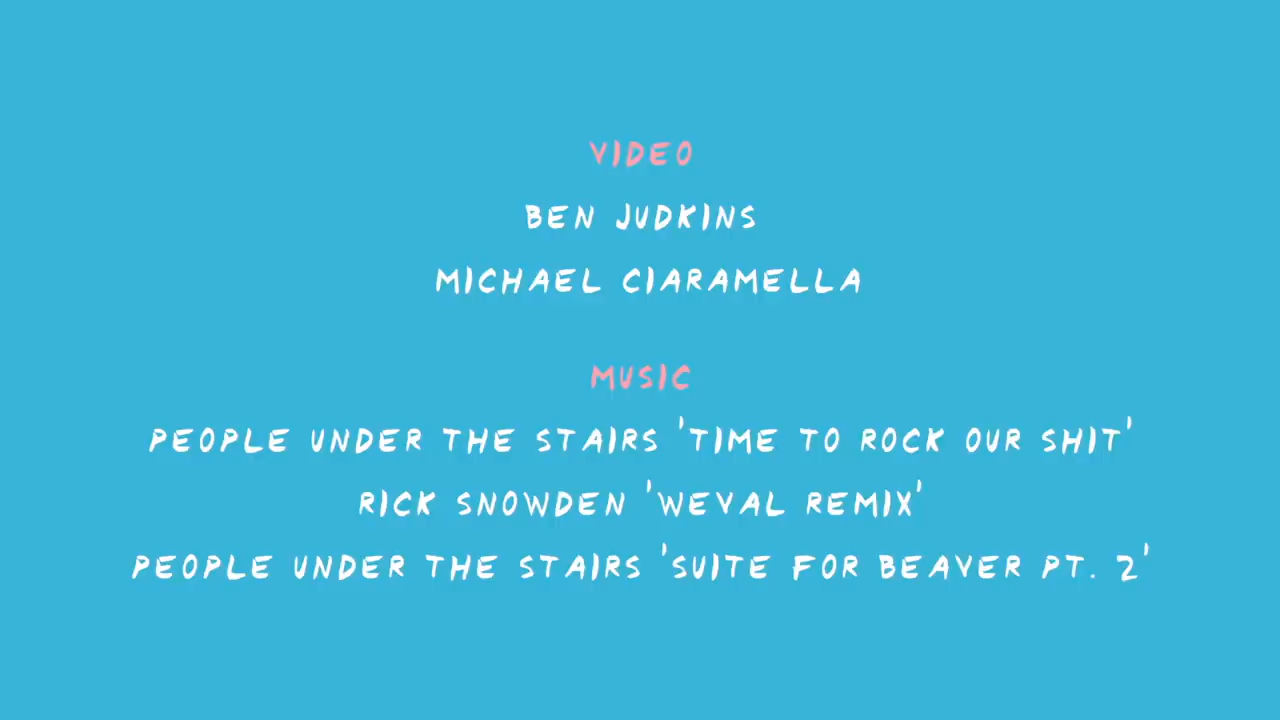 VIDEO
BEN JUDKINS
MICHAEL CIARAMELLA
MUSIC
PEOPLE UNDER THE STAIRS 'TIME TO ROCK OUR SHIT'
RICK SNOWDEN 'WEVAL REMIX'
PEOPLE UNDER THE STAIRS 'SUITE FOR BEAVER PT. 2'